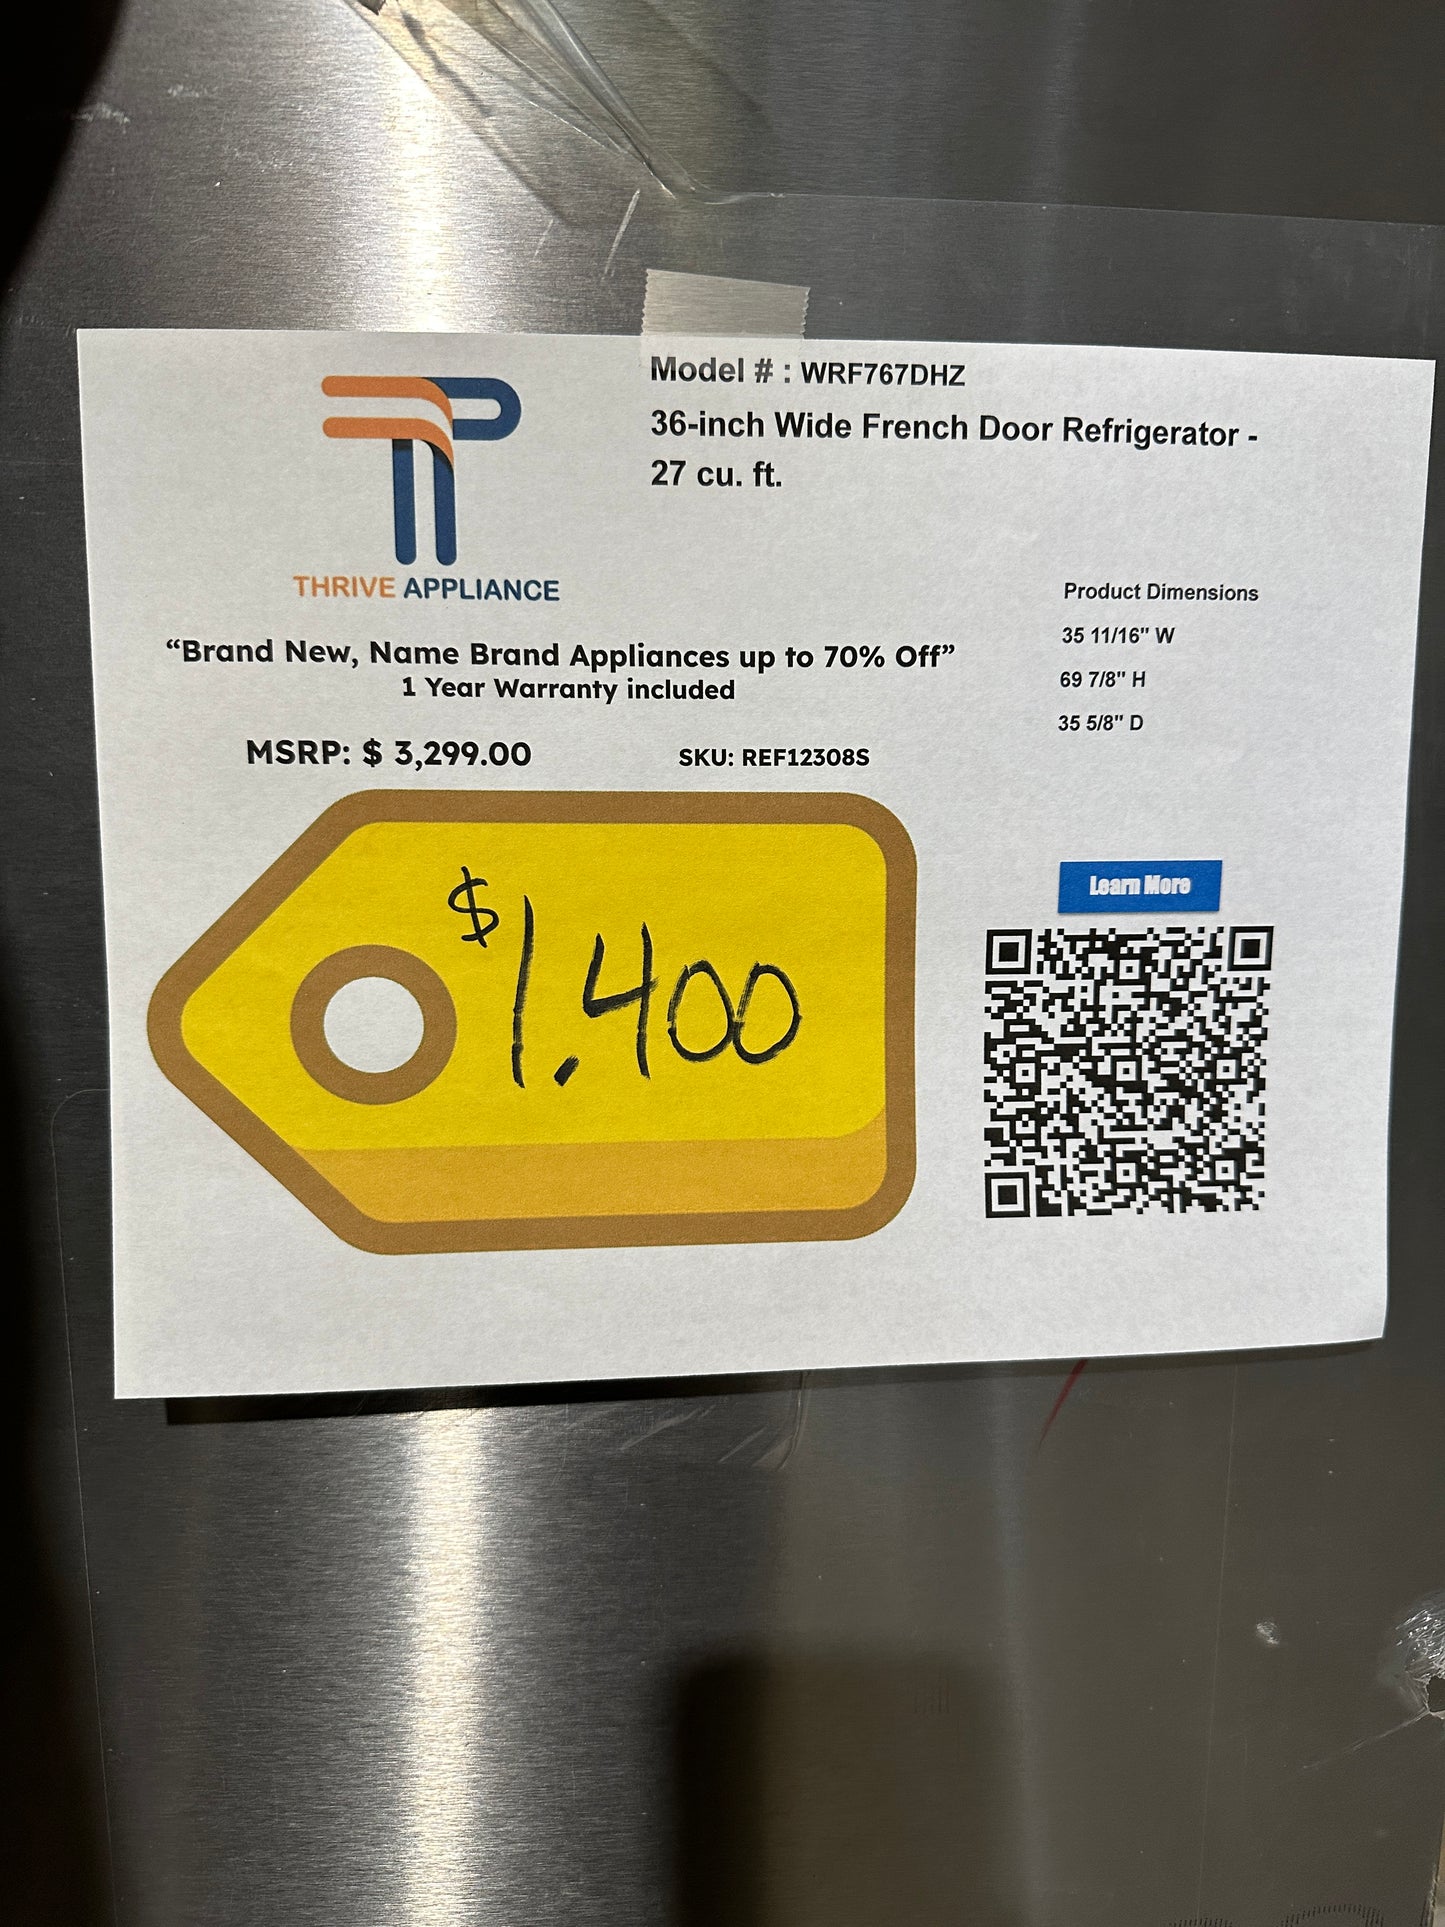 Model # : WRF767DHZ
36-inch Wide French Door Refrigerator -
27 cu. ft.
THRIVE APPLIANCE
“Brand New, Name Brand Appliances up to 70% Off”
1 Year Warranty included
MSRP: $ 3,299.00
SKU: REF12308S
Product Dimensions
35 11/16" W
69 7/8" H
35 5/8" D
$1,400
Learn More